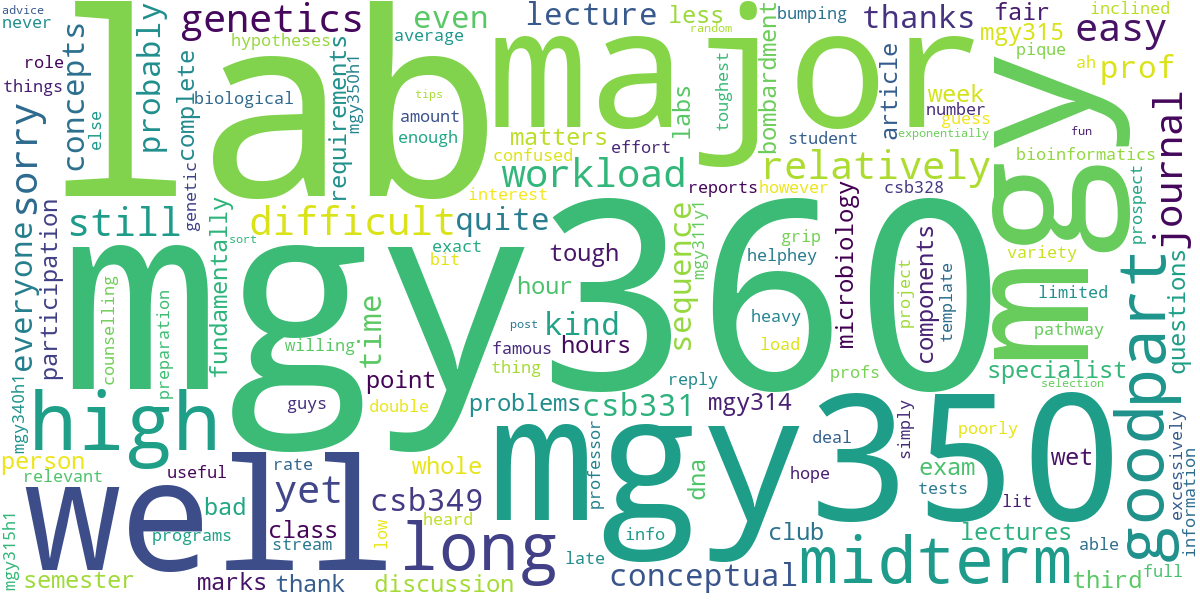 advice
never
genetics
lecture
less
bumping
thanks
fair
inclined
hypotheses
even
average
random
mgy315
easy
role
things
concepts
else
probably
complete
biological
requirements
mgy350h1
lab
tips
amount
enough
major
matters
effort
confused
labs
toughest
bombardment
student
article
week
number
guess
exponentially
pique
ah
prof
fun
bioinformatics
mgy
journal
sorry
everyone
participation
still
genetic
fundamentally
difficult
sort
quite
interest
workload
reports
however
relatively
csb328
microbiology
prospect
variety
limited
pathway
specialist
selection
goodpart
questions
mgy360
counselling
preparation
willing
time
exact
bit
tough
hour
kind
hours
famous
thing
post
sequence
mgy311y1
grip
helphey
heavy
load
components
project
template
profs
reply
point
guys
double
problems
csb331
mgy314
mgy340h1
high
person
relevant
useful
whole
well
bad
programs
rate
yet
class
stream
csb349
low
heard
long
late
mgy350
professor
dna
info
hope
deal
simply
exam
tests
poorly
lit
wet
club
lectures
able
excessively
information
mgy315h1
semester
marks
thank
discussion
conceptual
midterm
third
full